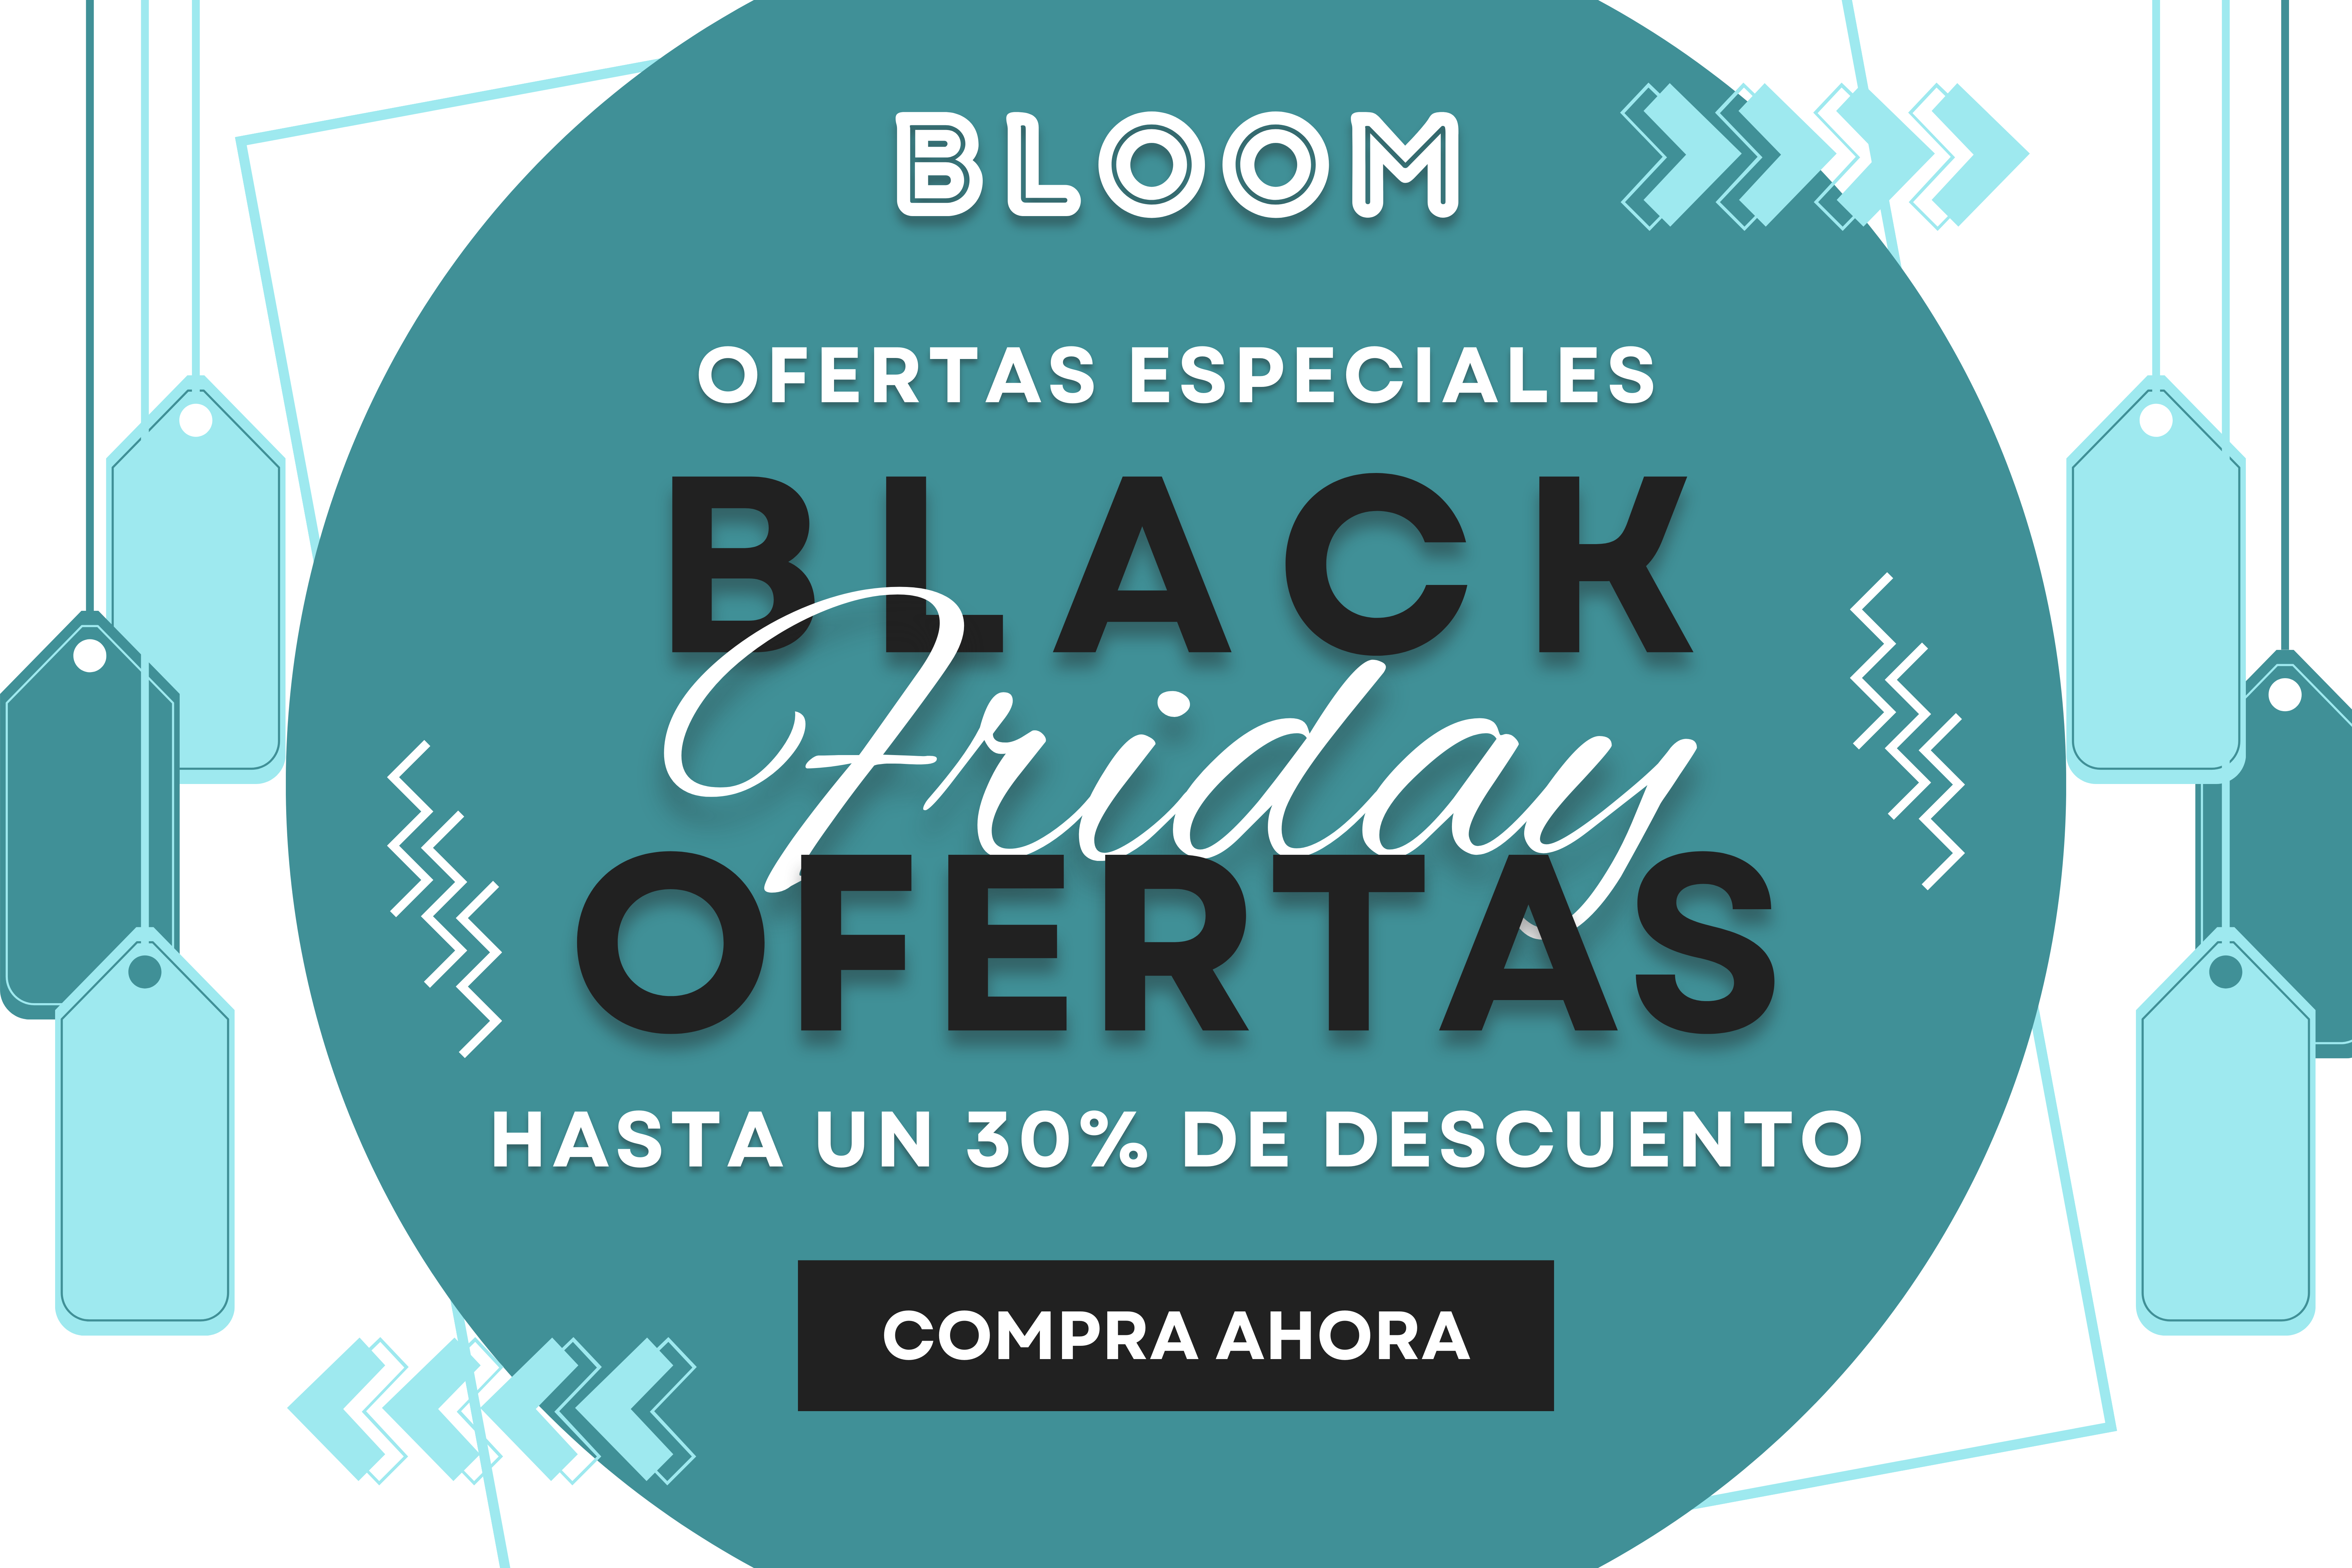 BLOOM
OFERTAS ESPECIALES
BLACK
Friday
OFERTAS
HASTA UN 30% DE DESCUENTO
COMPRA AHORA